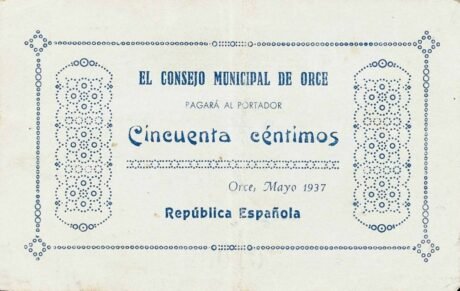 EL CONSEJO MUNICIPAL DE ORCE
PAGARÁ AL PORTADOR
Cincuenta céntimos
Orce, Mayo 1937
República Española